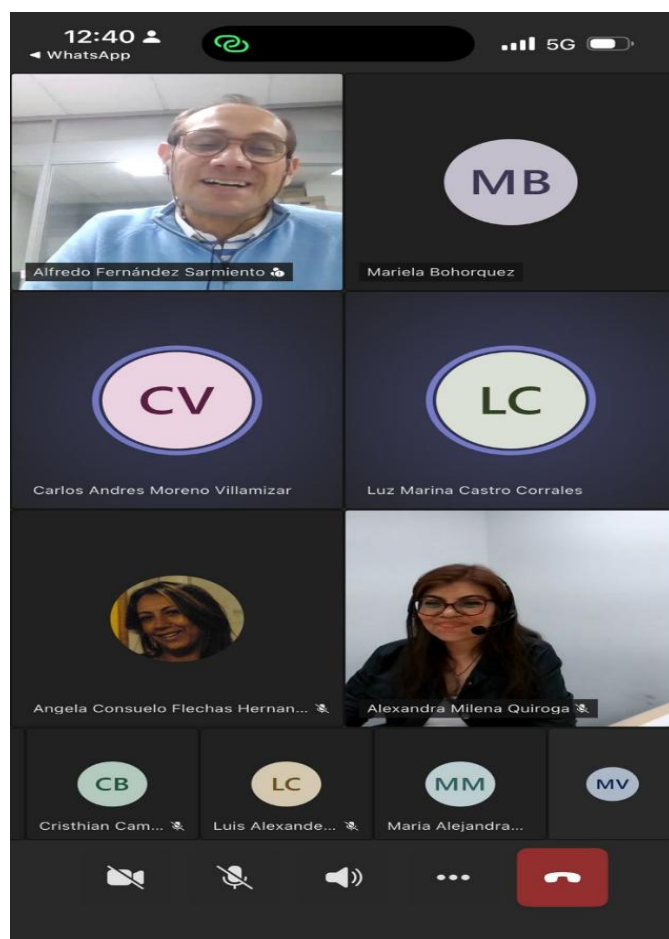 12:40
◄ WhatsApp
5G
MB
Alfredo Fernández Sarmiento
Mariela Bohorquez
CV
LC
Carlos Andres Moreno Villamizar
Luz Marina Castro Corrales
Angela Consuelo Flechas Hernan...
Alexandra Milena Quiroga
CB
LC
MM
MV
Cristhian Cam...
Luis Alexande...
Maria Alejandra...